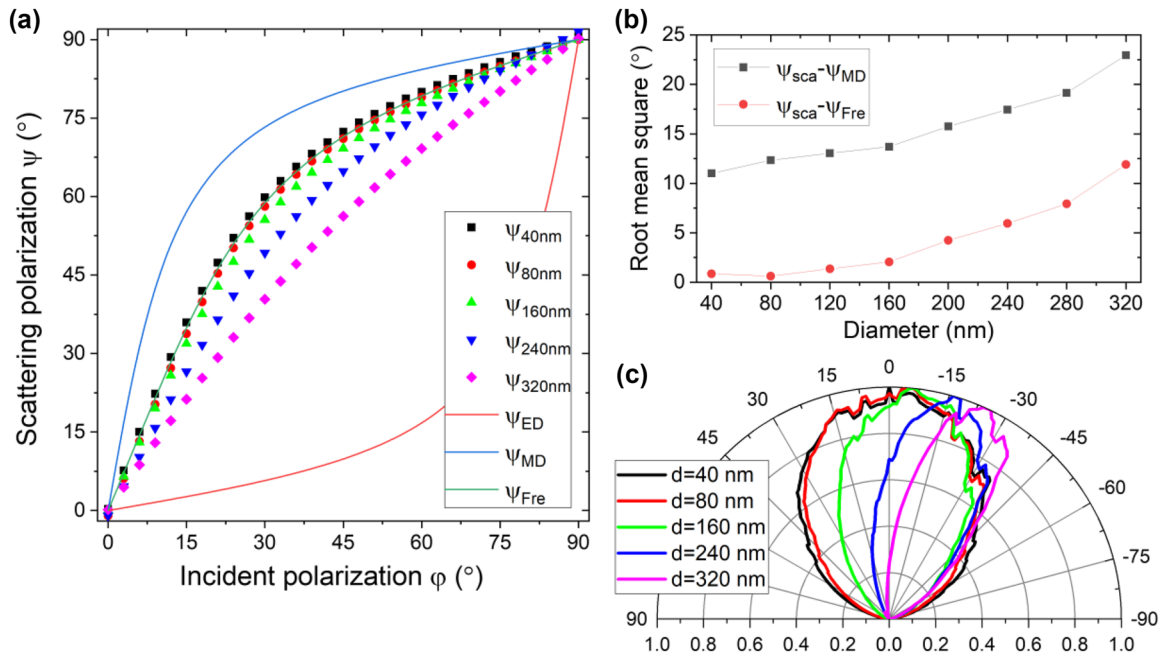 (a)
90
75
60
45
30
15
0
0
15
30
45
60
75
90
Scattering polarization ψ (°)
Incident polarization φ (°)
ψ40nm
ψ80nm
ψ160nm
ψ240nm
ψ320nm
ψED
ψMD
ψFre
(b)
25
20
15
10
5
0
40
80
120
160
200
240
280
320
Root mean square (°)
Diameter (nm)
ψsca-ψMD
ψsca-ψFre
(c)
90
45
30
15
0
-15
-30
-45
-60
-75
-90
d=40 nm
d=80 nm
d=160 nm
d=240 nm
d=320 nm
1.0
0.8
0.6
0.4
0.2
0.0
0.2
0.4
0.6
0.8
1.0